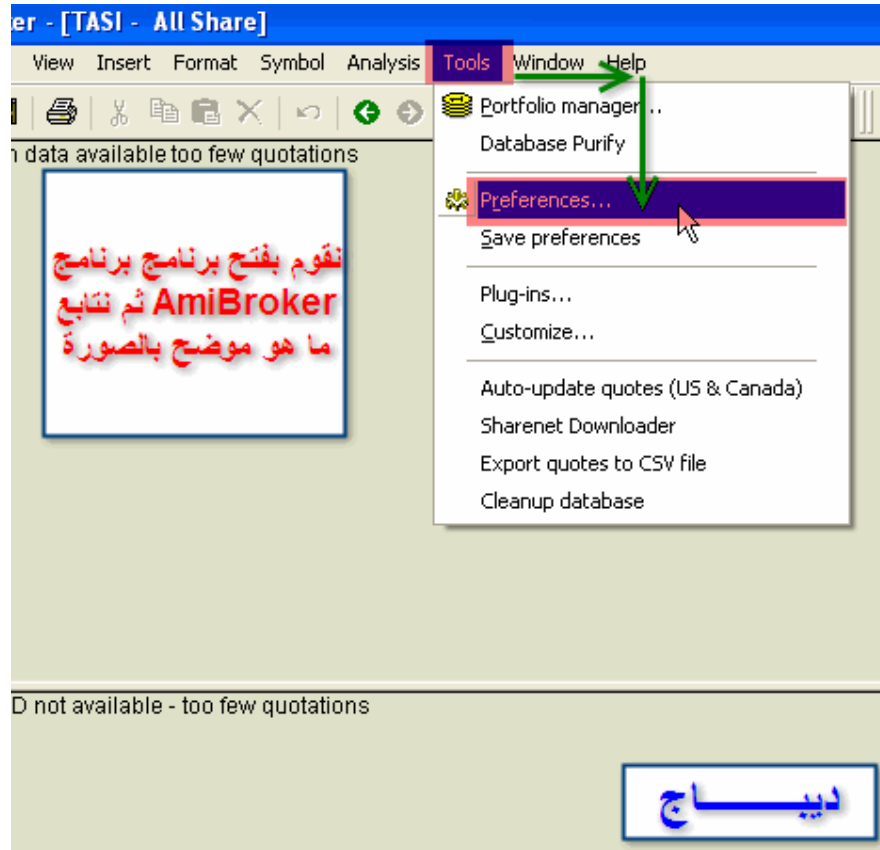 er - [TASI - All Share]
View Insert Format Symbol Analysis Tools Window Help
Portfolio manager...
n data available too few quotations
Database Purify
Preferences...
Save preferences
نقوم بفتح برنامج برنامج
AmiBroker ثم نتابع
ما هو موضح بالصورة
Plug-ins...
Customize...
Auto-update quotes (US & Canada)
Sharenet Downloader
Export quotes to CSV file
Cleanup database
D not available - too few quotations
ديبـــــاج